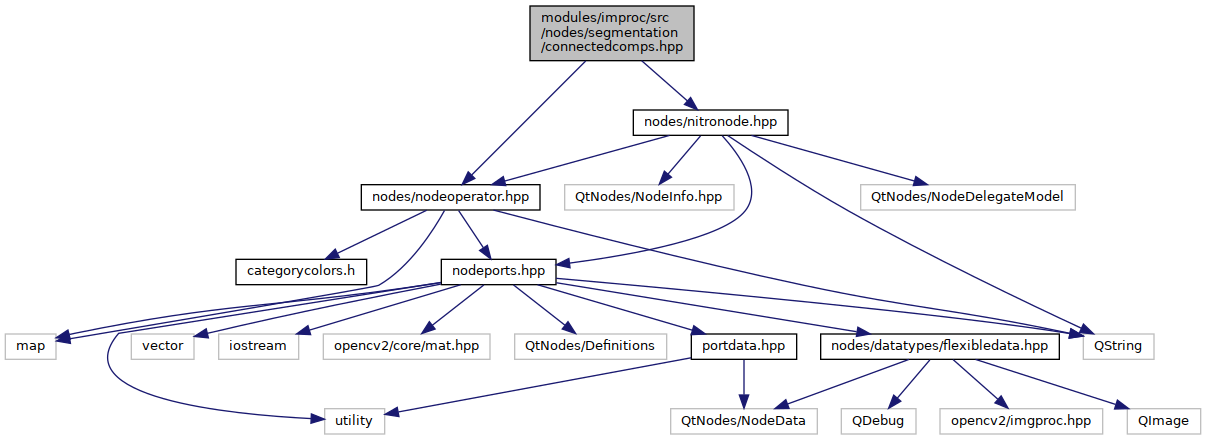 modules/improc/src
/nodes/segmentation
/connectedcomps.hpp
nodes/nitronode.hpp
nodes/nodeoperator.hpp
QtNodes/NodeInfo.hpp
QtNodes/NodeDelegateModel
categorycolors.h
nodeports.hpp
map
vector
iostream
opencv2/core/mat.hpp
QtNodes/Definitions
portdata.hpp
nodes/datatypes/flexibledata.hpp
QString
utility
QtNodes/NodeData
QDebug
opencv2/imgproc.hpp
QImage